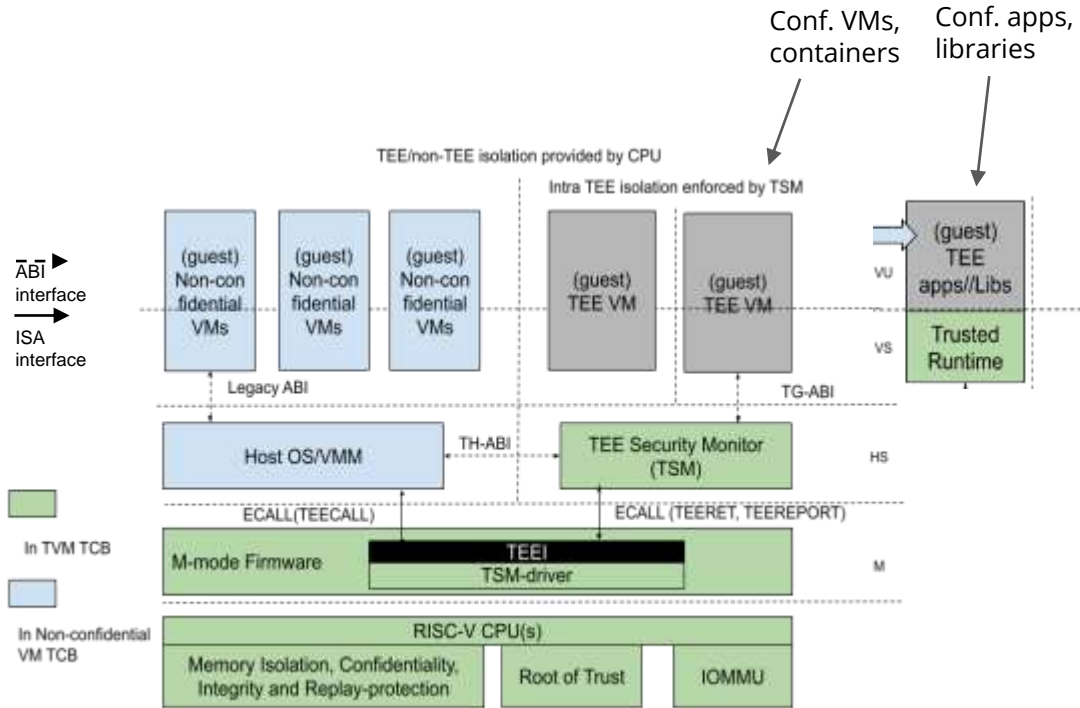 Conf. VMs,
containers
Conf. apps,
libraries
TEE/non-TEE isolation provided by CPU
Intra TEE isolation enforced by TSM
(guest)
Non-con
fidential
VMs
(guest)
Non-con
fidential
VMs
(guest)
Non-con
fidential
VMs
(guest)
TEE VM
(guest)
TEE VM
(guest)
TEE
apps//Libs
Trusted
Runtime
VU
VS
ABI
interface
ISA
interface
Legacy ABI
TG-ABI
Host OS/VMM
TH-ABI
TEE Security Monitor
(TSM)
HS
ECALL(TEECALL)
ECALL (TEERET, TEEREPORT)
In TVM TCB
M-mode Firmware
TEEI
TSM-driver
M
In Non-confidential
VM TCB
RISC-V CPU(s)
Memory Isolation, Confidentiality,
Integrity and Replay-protection
Root of Trust
IOMMU